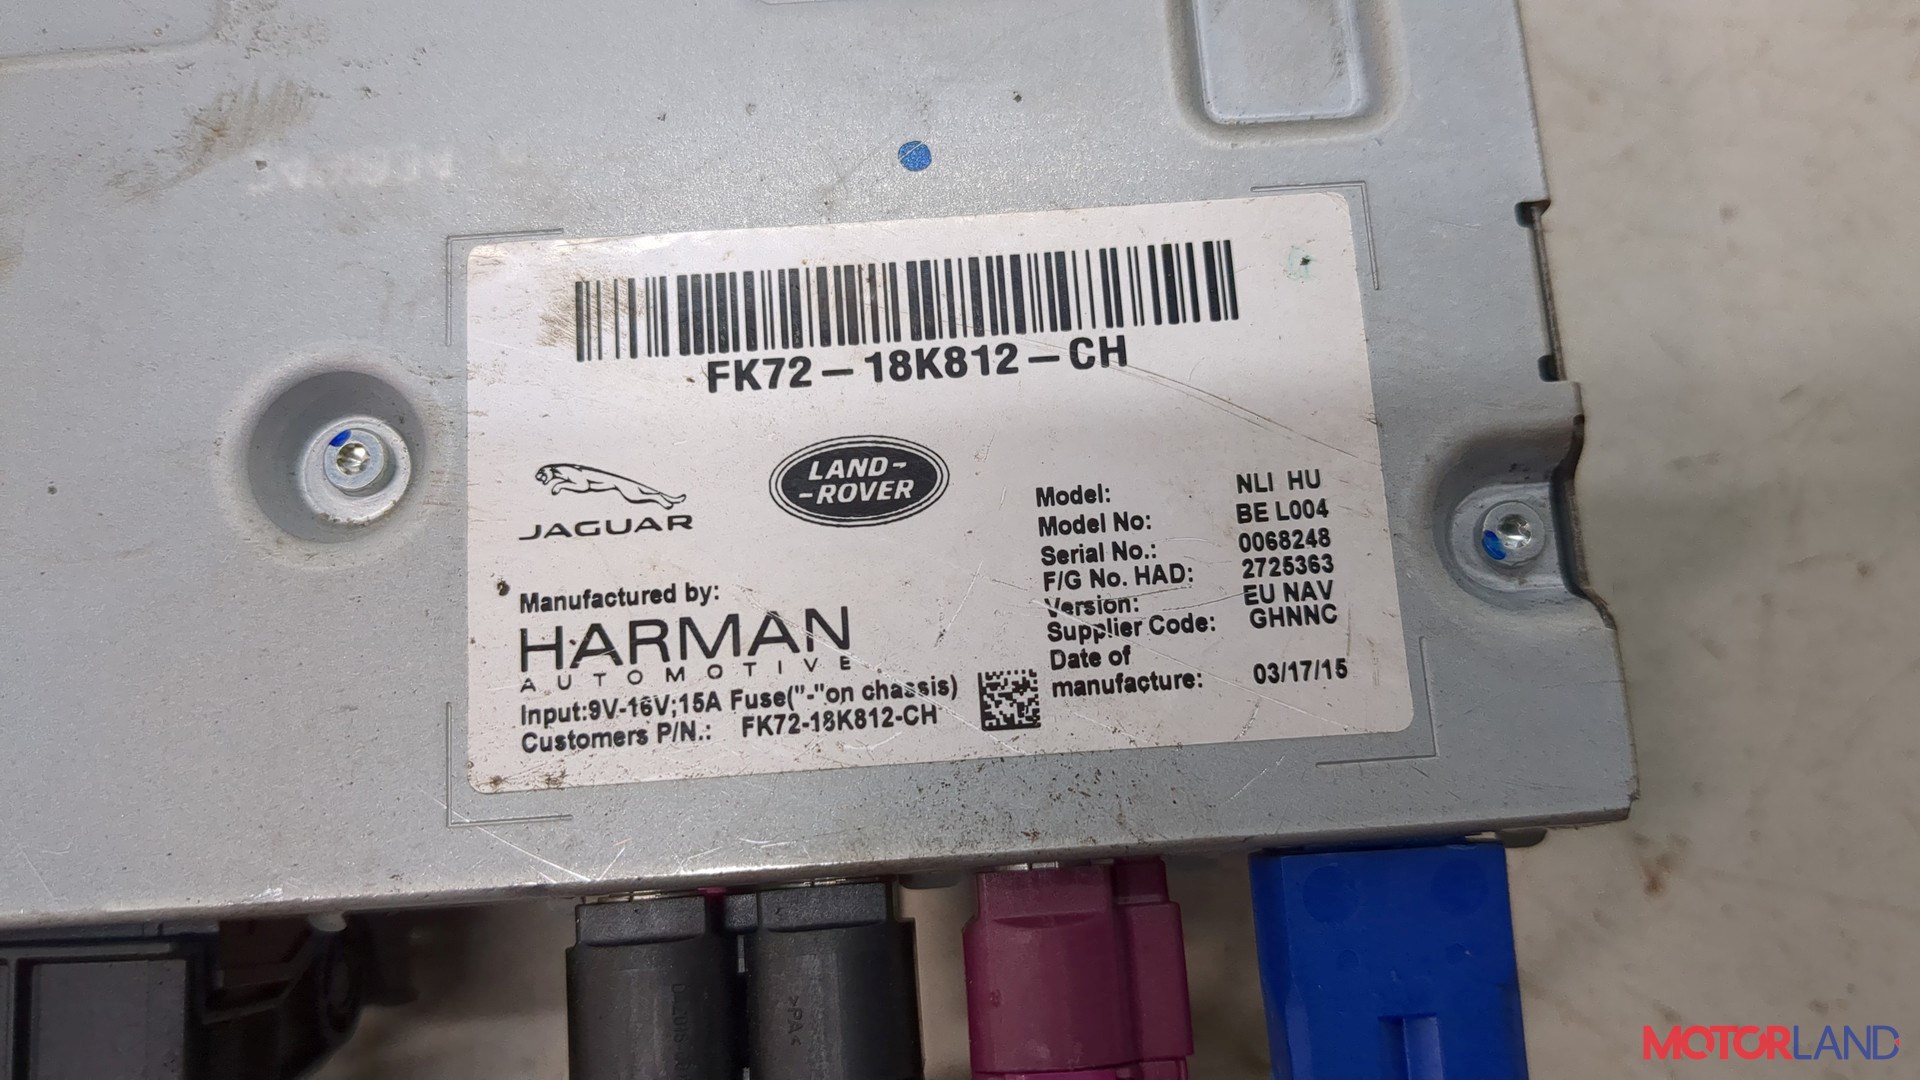 FK72-18K812-CH
JAGUAR
LAND-
-ROVER
Model: NLI HU
Model No: BE L004
Serial No.: 0068248
F/G No. HAD: 2725363
Version: EU NAV
Supplier Code: GHNNC
Date of
manufacture: 03/17/15
Manufactured by:
HARMAN
AUTOMOTIVE
Input:9V-16V;15A Fuse("-"on chassis)
Customers P/N.: FK72-18K812-CH
>PA<
MOTORLAND